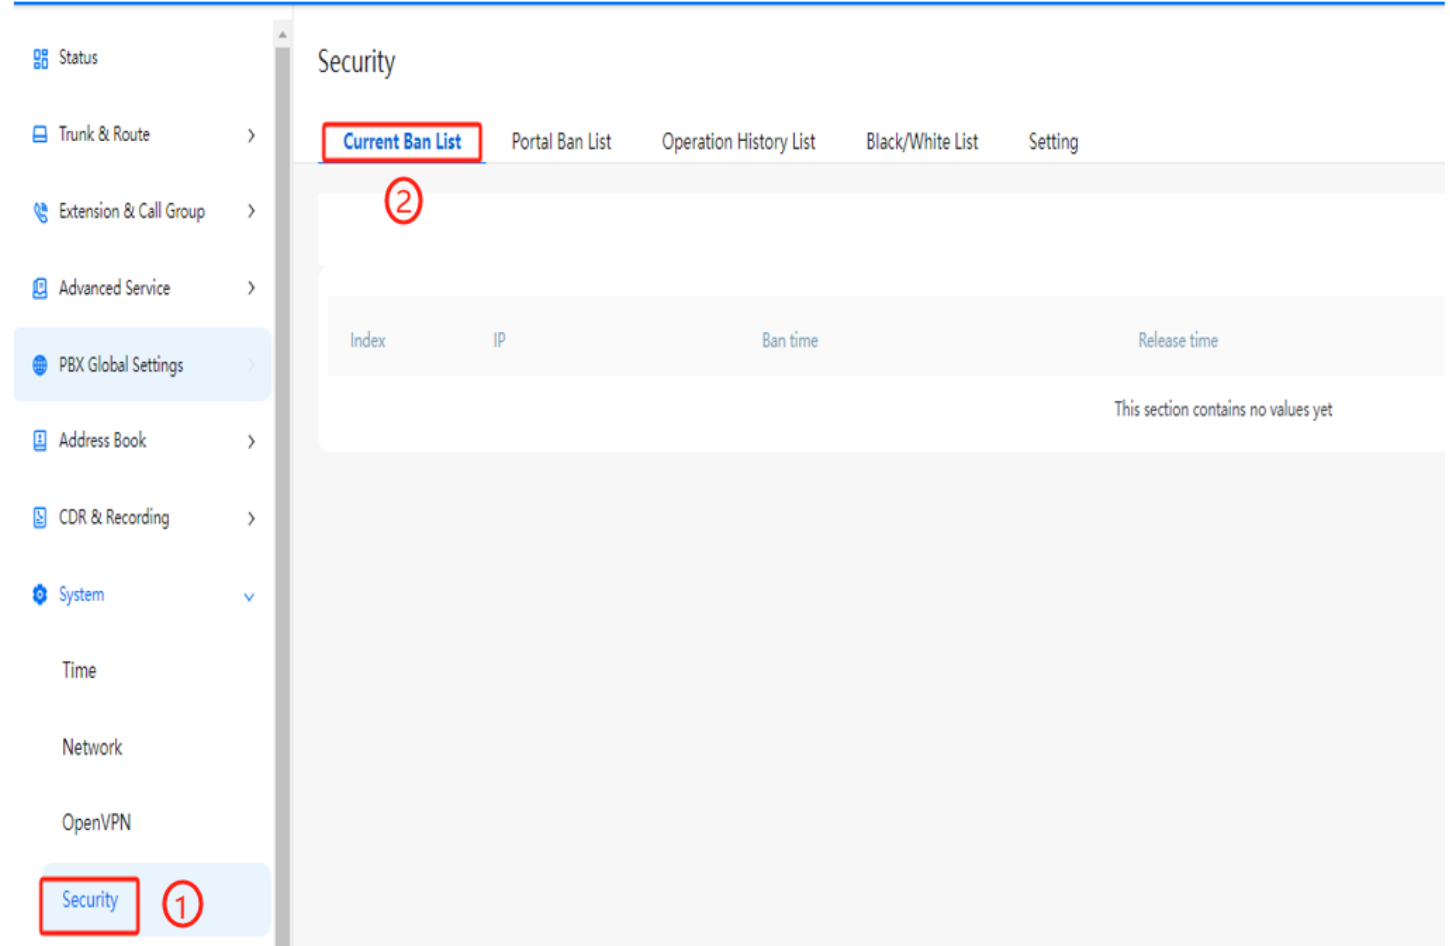 Status
Trunk & Route
Extension & Call Group
Advanced Service
PBX Global Settings
Address Book
CDR & Recording
System
Time
Network
OpenVPN
Security
1
Security
Current Ban List
Portal Ban List
Operation History List
Black/White List
Setting
2
Index
IP
Ban time
Release time
This section contains no values yet